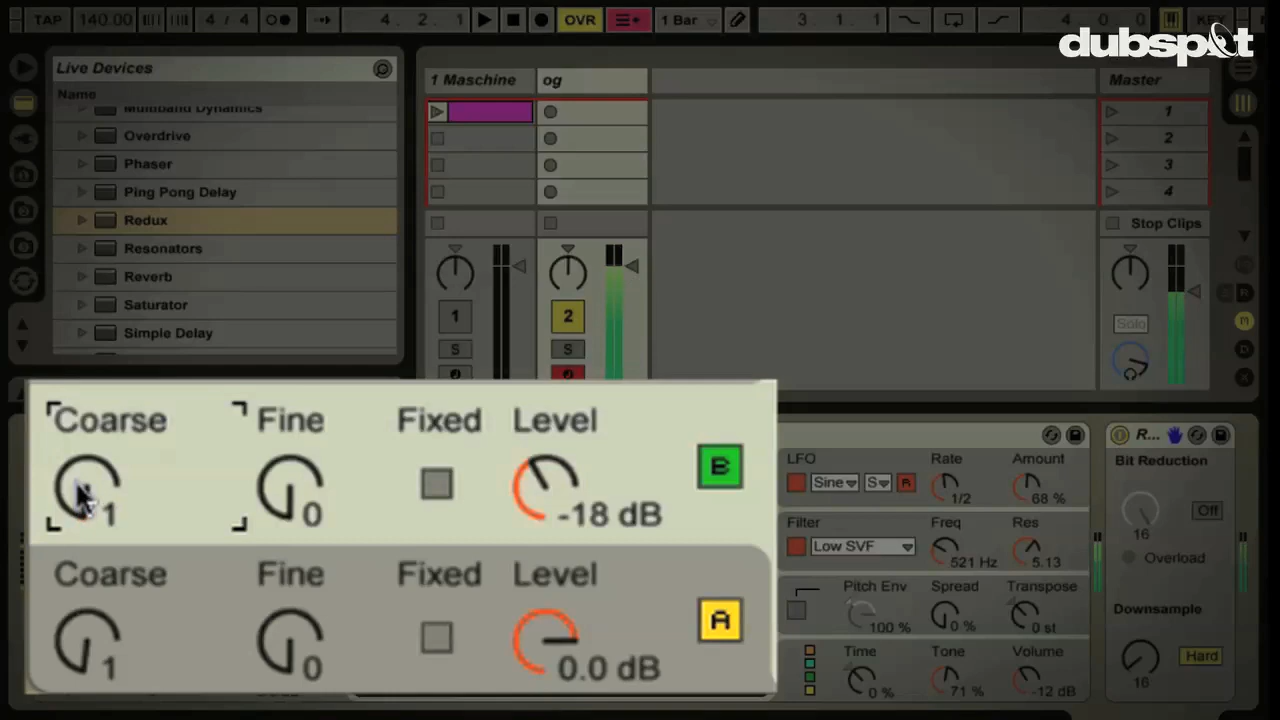 TAP 140.00 4 / 4 4. 2. 1 OVR 1 Bar 3. 1. 1 4 0 0 KEY
dubspot
Live Devices
Name
Multiband Dynamics
Overdrive
Phaser
Ping Pong Delay
Redux
Resonators
Reverb
Saturator
Simple Delay
1 Maschine og Master
1
2
3
4
Stop Clips
1 2 Solo
S S
Coarse Fine Fixed Level
1 0 -18 dB B
Coarse Fine Fixed Level
1 0 0.0 dB A
LFO Rate Amount
Sine S R 1/2 68 %
Filter Freq Res
Low SVF 521 Hz 5.13
Pitch Env Spread Transpose
100 % 0 % 0 st
Time Tone Volume
0 % 71 % -12 dB
R...
Bit Reduction
Off
16
Overload
Downsample
Hard
16